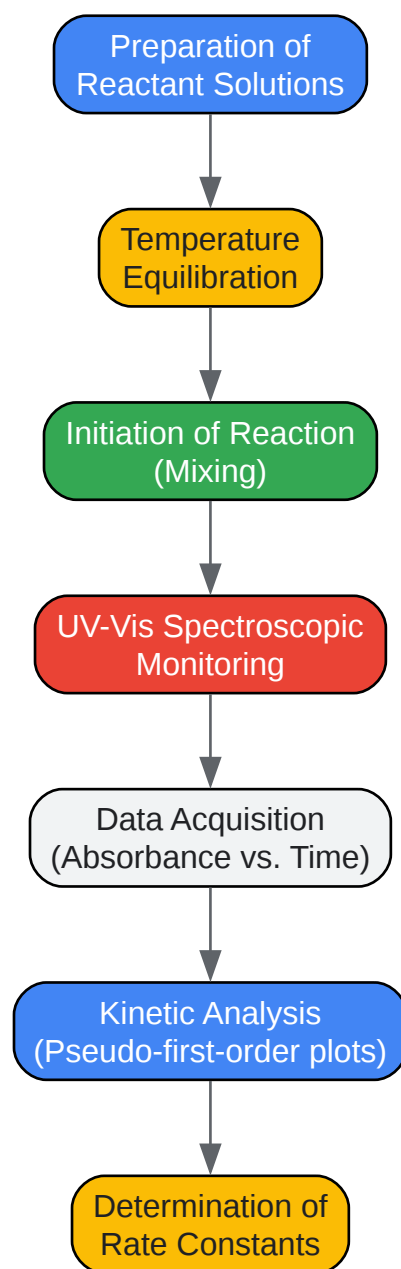 Preparation of
Reactant Solutions
Temperature
Equilibration
Initiation of Reaction
(Mixing)
UV-Vis Spectroscopic
Monitoring
Data Acquisition
(Absorbance vs. Time)
Kinetic Analysis
(Pseudo-first-order plots)
Determination of
Rate Constants